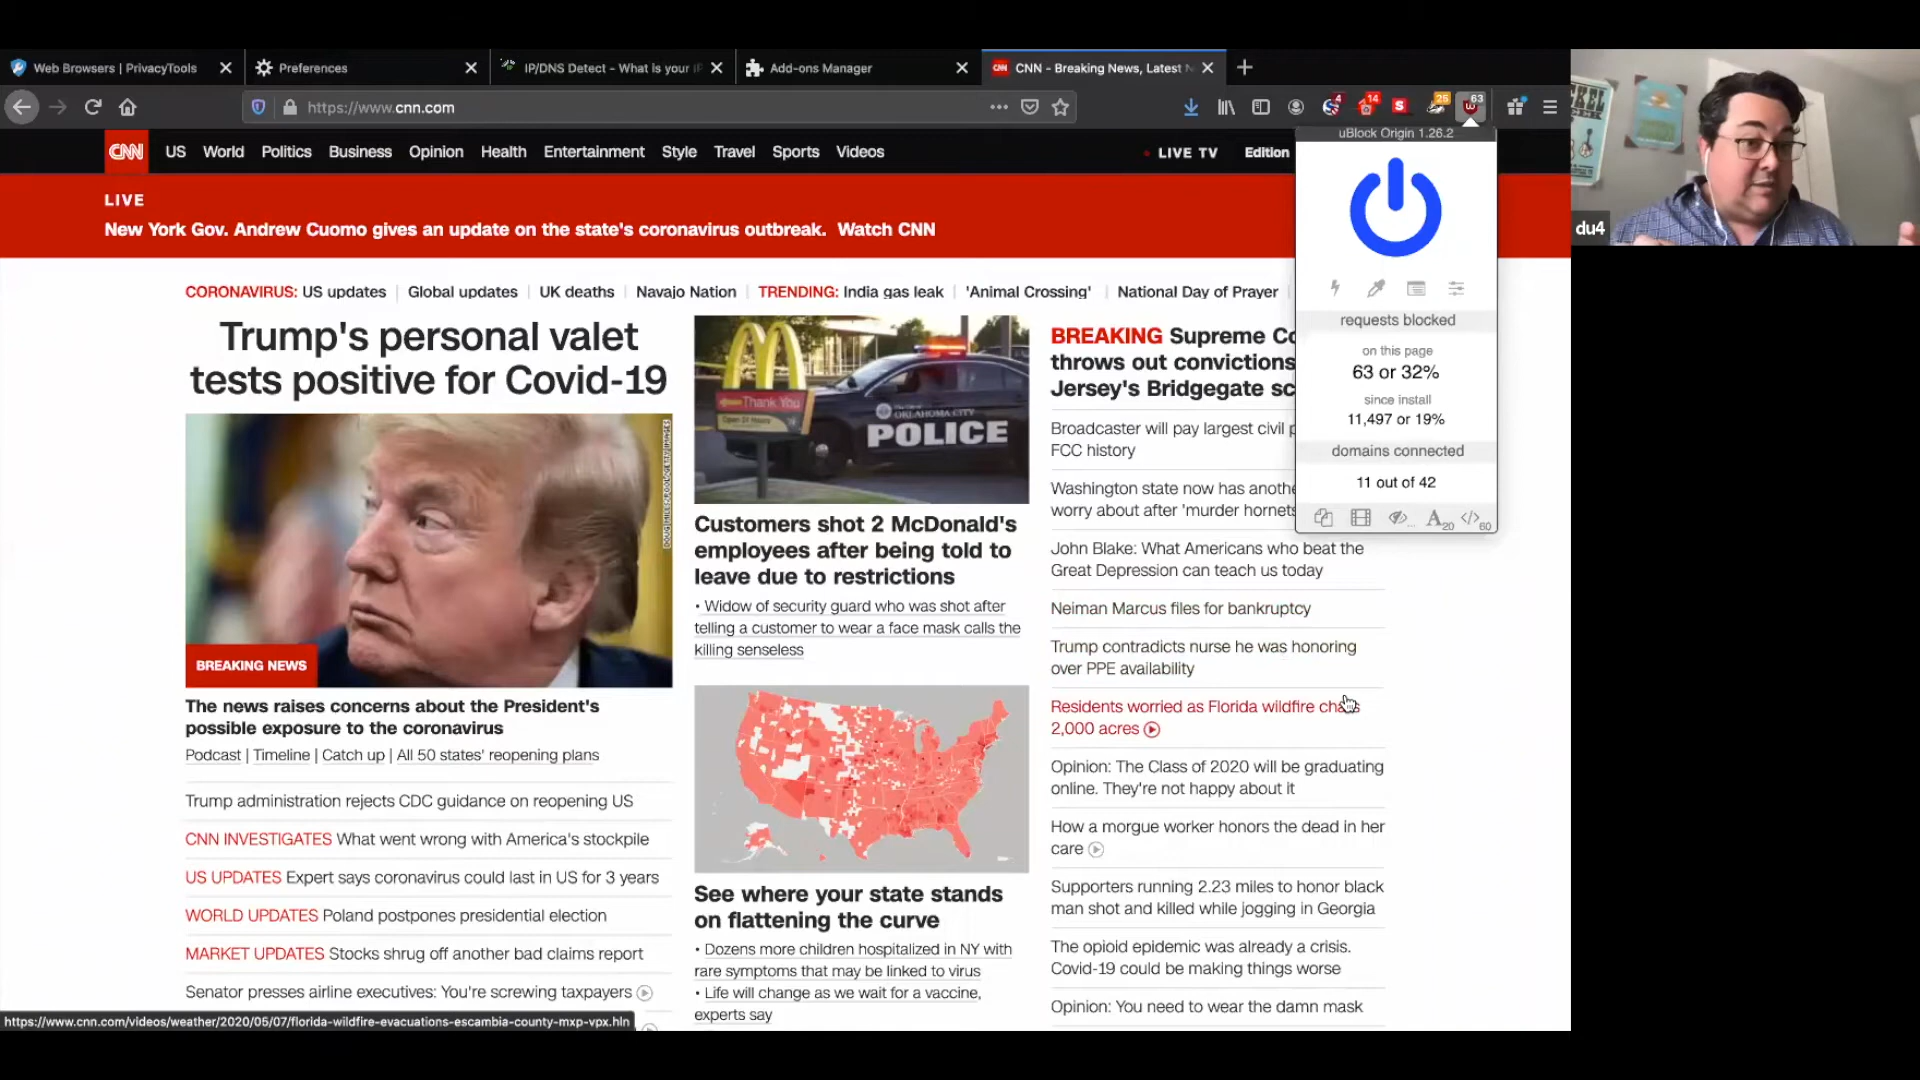 Web Browsers | PrivacyTools
Preferences
IP/DNS Detect - What is your
Add-ons Manager
CNN - Breaking News, Latest
https://www.cnn.com
4
14
S
25
63
uBlock Origin 1.26.2
CNN
US
World
Politics
Business
Opinion
Health
Entertainment
Style
Travel
Sports
Videos
LIVE TV
Edition
LIVE
New York Gov. Andrew Cuomo gives an update on the state's coronavirus outbreak. Watch CNN
du4
requests blocked
on this page
63 or 32%
since install
11,497 or 19%
domains connected
11 out of 42
20
60
CORONAVIRUS: US updates
Global updates
UK deaths
Navajo Nation
TRENDING: India gas leak
'Animal Crossing'
National Day of Prayer
Trump's personal valet
tests positive for Covid-19
BREAKING NEWS
The news raises concerns about the President's
possible exposure to the coronavirus
Podcast | Timeline | Catch up | All 50 states' reopening plans
Trump administration rejects CDC guidance on reopening US
CNN INVESTIGATES What went wrong with America's stockpile
US UPDATES Expert says coronavirus could last in US for 3 years
WORLD UPDATES Poland postpones presidential election
MARKET UPDATES Stocks shrug off another bad claims report
Senator presses airline executives: You're screwing taxpayers
https://www.cnn.com/videos/weather/2020/05/07/florida-wildfire-evacuations-escambia-county-mxp-vpx.hln
Thank You
OKLAHOMA CITY
POLICE
Customers shot 2 McDonald's
employees after being told to
leave due to restrictions
• Widow of security guard who was shot after
telling a customer to wear a face mask calls the
killing senseless
See where your state stands
on flattening the curve
• Dozens more children hospitalized in NY with
rare symptoms that may be linked to virus
• Life will change as we wait for a vaccine,
experts say
BREAKING Supreme
throws out convictions
Jersey's Bridgegate
Broadcaster will pay largest civil
FCC history
Washington state now has
worry about after 'murder hornets
John Blake: What Americans who beat the
Great Depression can teach us today
Neiman Marcus files for bankruptcy
Trump contradicts nurse he was honoring
over PPE availability
Residents worried as Florida wildfire
2,000 acres
Opinion: The Class of 2020 will be graduating
online. They're not happy about it
How a morgue worker honors the dead in her
care
Supporters running 2.23 miles to honor black
man shot and killed while jogging in Georgia
The opioid epidemic was already a crisis.
Covid-19 could be making things worse
Opinion: You need to wear the damn mask